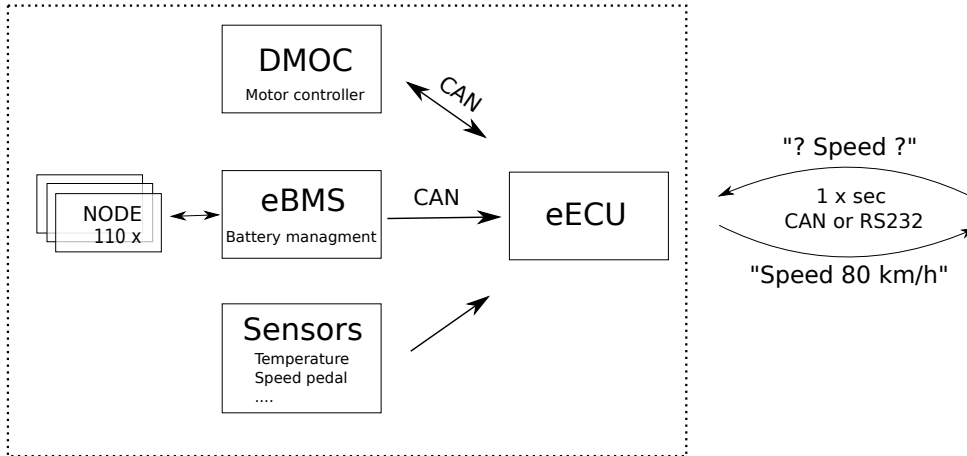 DMOC
Motor controller
CAN
NODE
110 x
eBMS
Battery managment
CAN
eECU
Sensors
Temperature
Speed pedal
....
"? Speed ?"
1 x sec
CAN or RS232
"Speed 80 km/h"